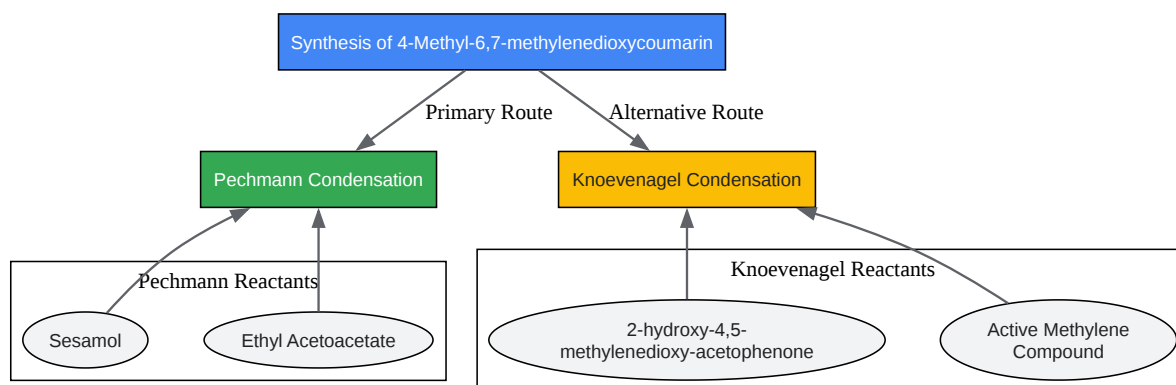 Synthesis of 4-Methyl-6,7-methylenedioxycoumarin
Primary Route
Alternative Route
Pechmann Condensation
Knoevenagel Condensation
Pechmann Reactants
Knoevenagel Reactants
Sesamol
Ethyl Acetoacetate
2-hydroxy-4,5-
methylenedioxy-acetophenone
Active Methylene
Compound